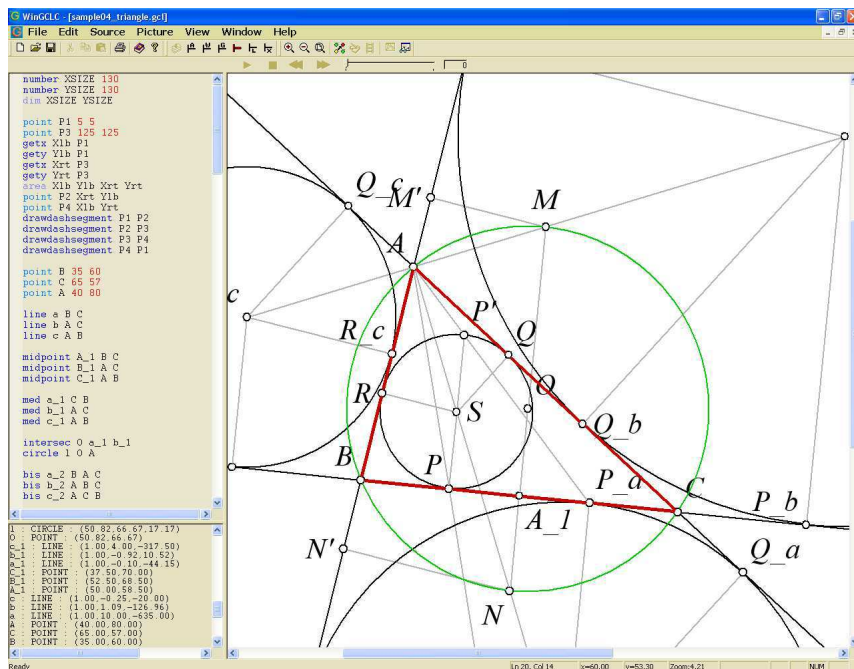 WinGCLC - [sample04_triangle.gcl]
File Edit Source Picture View Window Help
number XSIZE 130
number YSIZE 130
dim XSIZE YSIZE
point P1 5 5
point P3 125 125
getx Xlb P1
gety Ylb P1
getx Xrt P3
gety Yrt P3
area Xlb Ylb Xrt Yrt
point P2 Xrt Ylb
point P4 Xlb Yrt
drawdashsegment P1 P2
drawdashsegment P2 P3
drawdashsegment P3 P4
drawdashsegment P4 P1
point B 35 60
point C 65 57
point A 40 80
line a B C
line b A C
line c A B
midpoint A_1 B C
midpoint B_1 A C
midpoint C_1 A B
med a_1 C B
med b_1 A C
med c_1 A B
intersec O a_1 b_1
circle l O A
bis a_2 B A C
bis b_2 A B C
bis c_2 A C B
l : CIRCLE : (50.82,66.67,17.17)
O : POINT : (50.82,66.67)
c_1 : LINE : (1.00,4.00,-317.50)
b_1 : LINE : (1.00,-0.92,10.52)
a_1 : LINE : (1.00,-0.10,-44.15)
C_1 : POINT : (37.50,70.00)
B_1 : POINT : (52.50,68.50)
A_1 : POINT : (50.00,58.50)
c : LINE : (1.00,-0.25,-20.00)
b : LINE : (1.00,1.09,-126.96)
a : LINE : (1.00,10.00,-635.00)
A : POINT : (40.00,80.00)
C : POINT : (65.00,57.00)
B : POINT : (35.00,60.00)
Q_c
M'
M
A
c
P'
R_c
Q
R
S
O
Q_b
B
P
P_a
C
A_1
P_b
N'
Q_a
N
Ready
Ln 20, Col 14
x=60.00
y=53.30
Zoom:4.21
NUM